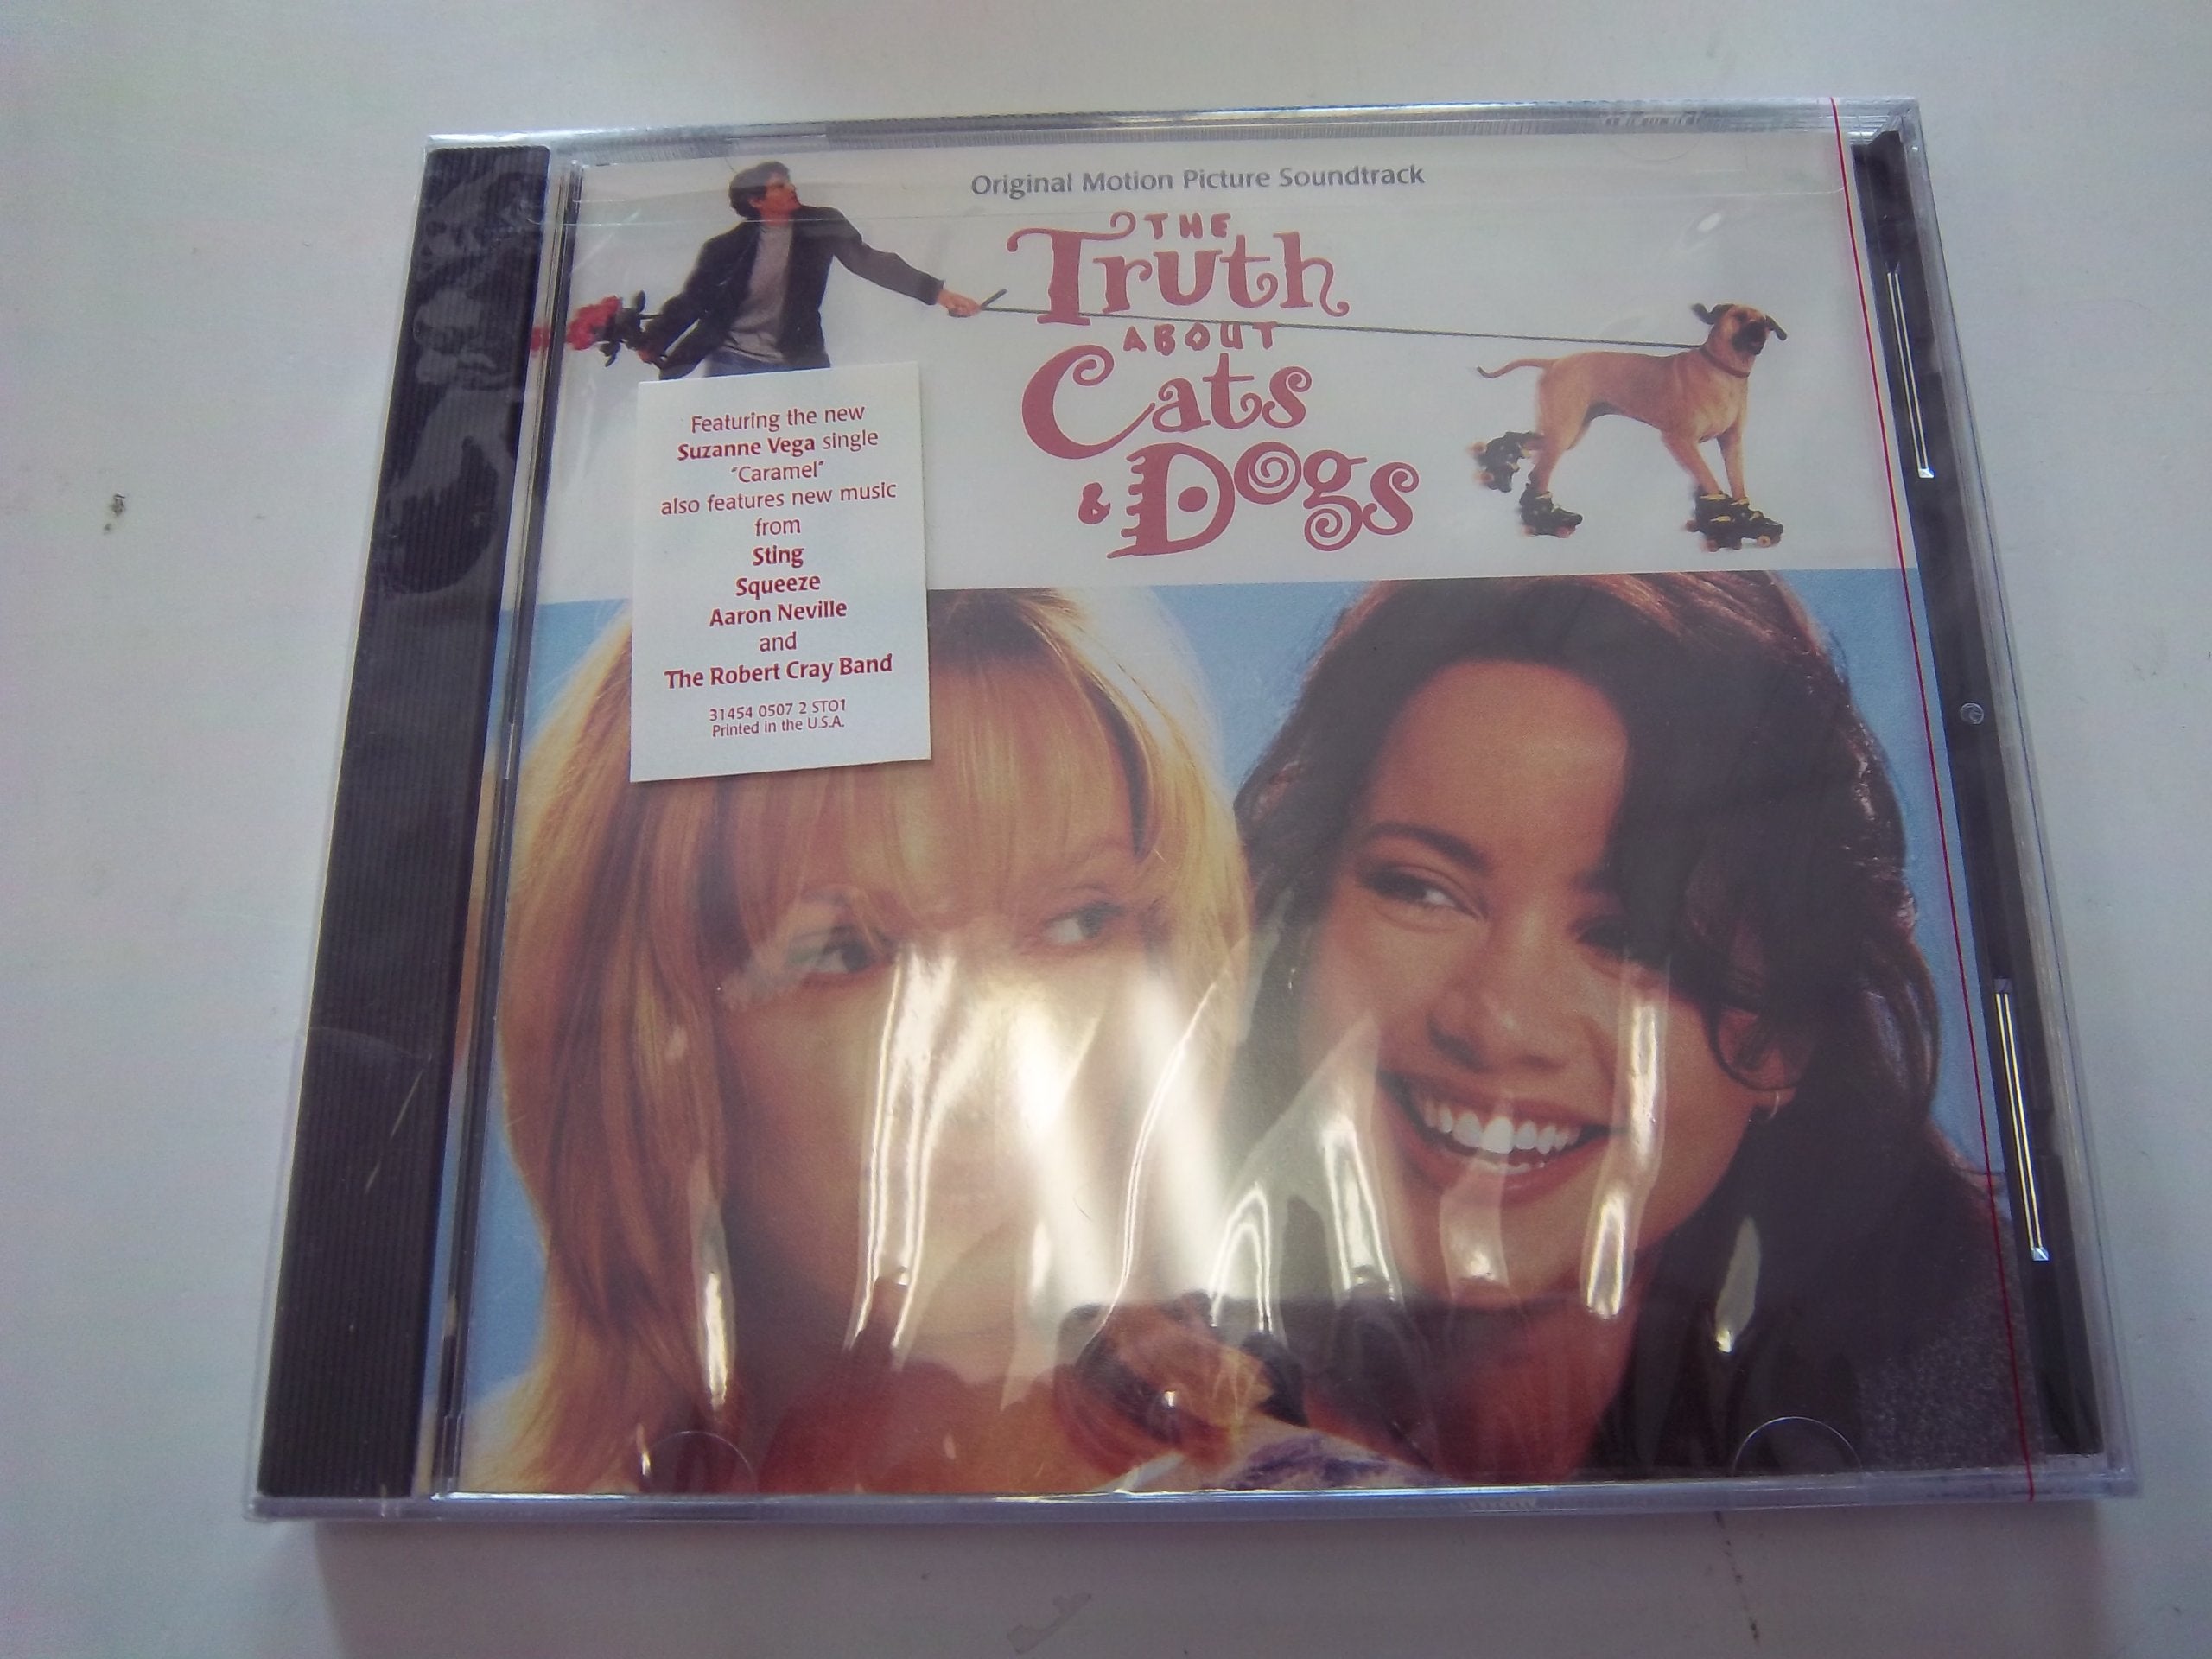 Original Motion Picture Soundtrack
THE
Truth
ABOUT
Cats
& Dogs
Featuring the new
Suzanne Vega single
"Caramel"
also features new music
from
Sting
Squeeze
Aaron Neville
and
The Robert Cray Band
31454 0507 2 STO1
Printed in the U.S.A.